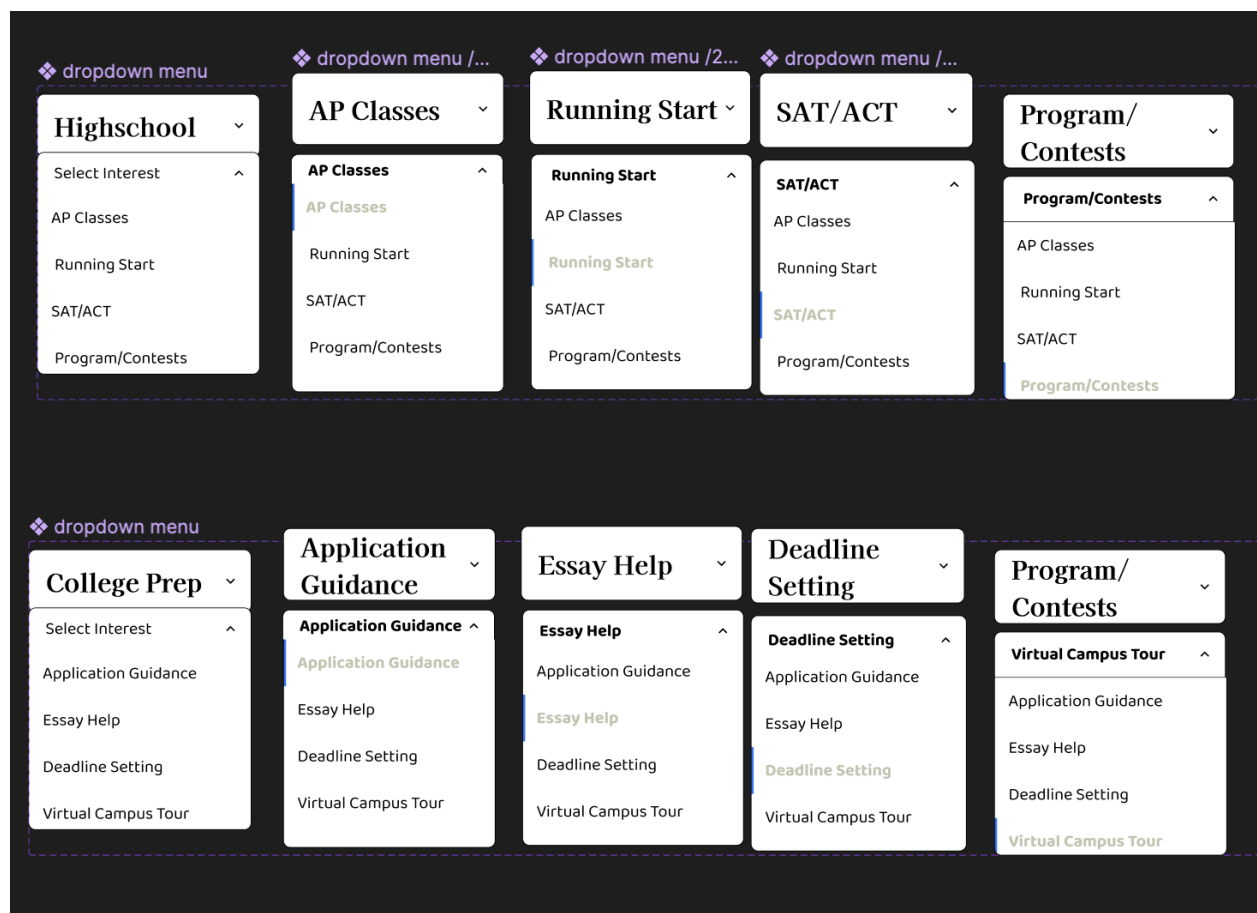 dropdown menu
dropdown menu /...
dropdown menu /2...
dropdown menu /...
Highschool
Select Interest
AP Classes
Running Start
SAT/ACT
Program/Contests
AP Classes
AP Classes
AP Classes
Running Start
SAT/ACT
Program/Contests
Running Start
Running Start
AP Classes
Running Start
SAT/ACT
Program/Contests
SAT/ACT
SAT/ACT
AP Classes
Running Start
SAT/ACT
Program/Contests
Program/
Contests
Program/Contests
AP Classes
Running Start
SAT/ACT
Program/Contests
dropdown menu
College Prep
Select Interest
Application Guidance
Essay Help
Deadline Setting
Virtual Campus Tour
Application
Guidance
Application Guidance
Application Guidance
Essay Help
Deadline Setting
Virtual Campus Tour
Essay Help
Essay Help
Application Guidance
Essay Help
Deadline Setting
Virtual Campus Tour
Deadline
Setting
Deadline Setting
Application Guidance
Essay Help
Deadline Setting
Virtual Campus Tour
Program/
Contests
Virtual Campus Tour
Application Guidance
Essay Help
Deadline Setting
Virtual Campus Tour